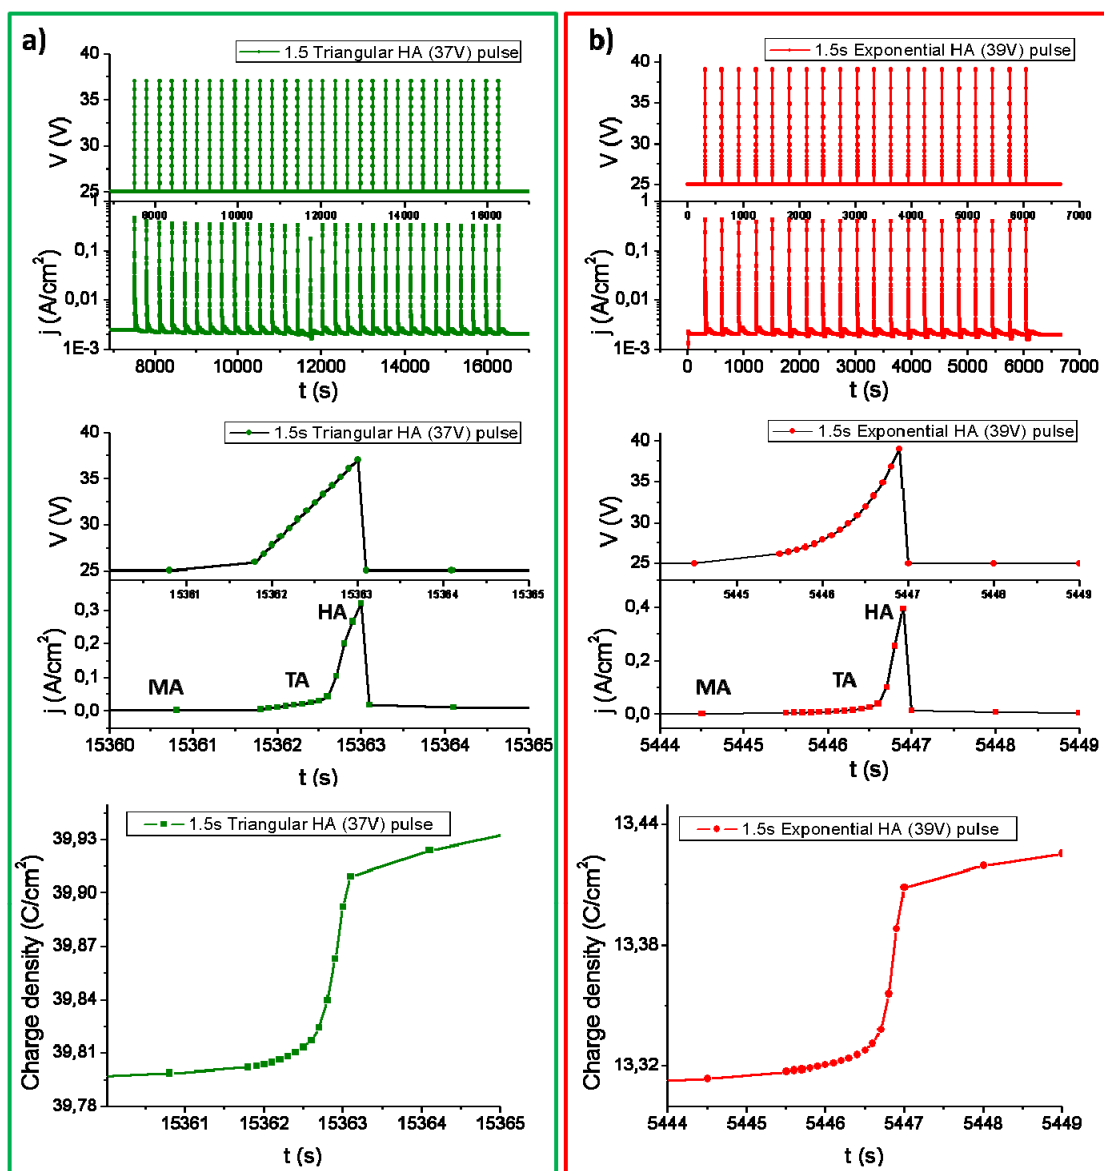 a)
1.5 Triangular HA (37V) pulse
40
35
30
25
V (V)
8000 10000 12000 14000 16000
1
0,1
0,01
1E-3
j (A/cm²)
8000 10000 12000 14000 16000
t (s)
1.5s Triangular HA (37V) pulse
40
35
30
25
V (V)
15361 15362 15363 15364 15365
0,3
0,2
0,1
0,0
j (A/cm²)
MA
TA
HA
15360 15361 15362 15363 15364 15365
t (s)
1.5s Triangular HA (37V) pulse
39,93
39,90
39,87
39,84
39,81
39,78
Charge density (C/cm²)
15361 15362 15363 15364 15365
t (s)
b)
1.5s Exponential HA (39V) pulse
40
35
30
25
V (V)
0 1000 2000 3000 4000 5000 6000 7000
1
0,1
0,01
1E-3
j (A/cm²)
0 1000 2000 3000 4000 5000 6000 7000
t (s)
1.5s Exponential HA (39V) pulse
40
35
30
25
V (V)
5445 5446 5447 5448 5449
0,4
0,2
0,0
j (A/cm²)
MA
TA
HA
5444 5445 5446 5447 5448 5449
t (s)
1.5s Exponential HA (39V) pulse
13,44
13,38
13,32
Charge density (C/cm²)
5444 5445 5446 5447 5448 5449
t (s)